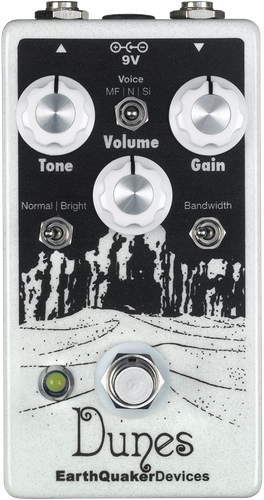 9V
Voice
MF | N | Si
Tone
Volume
Gain
Normal | Bright
Bandwidth
Dunes
EarthQuakerDevices